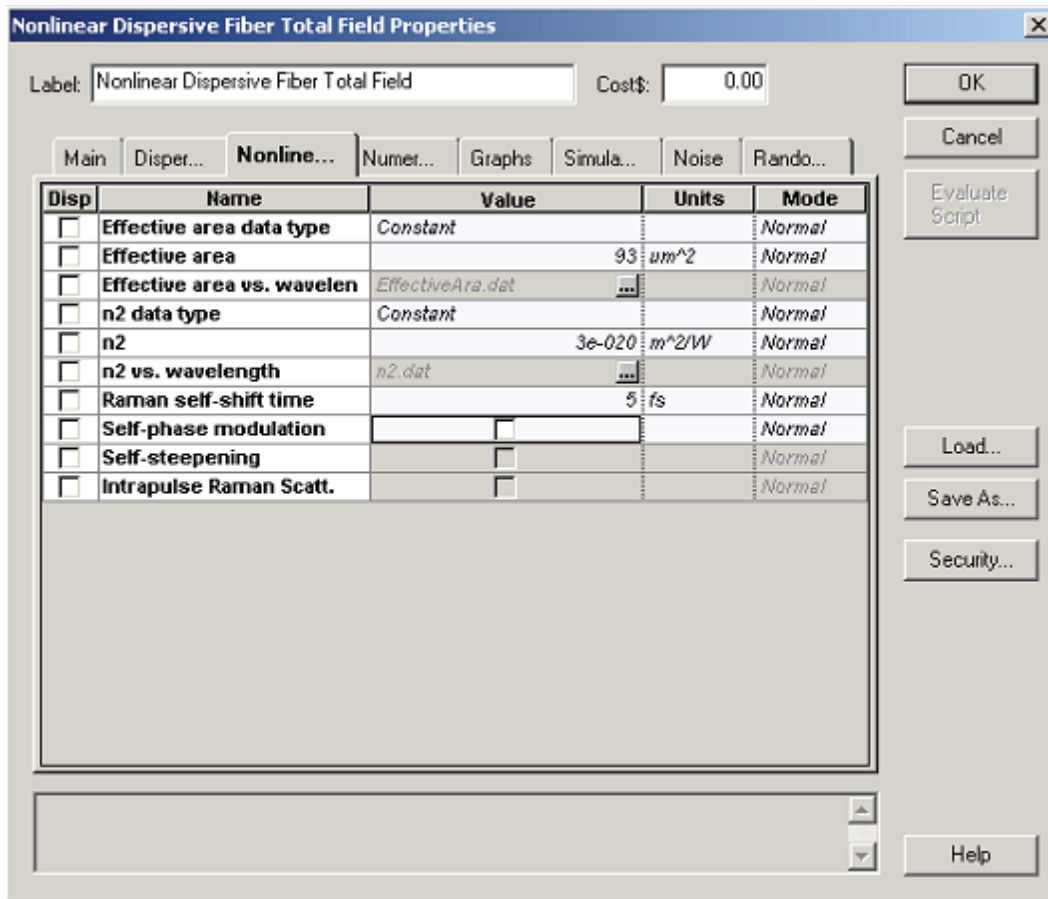 Nonlinear Dispersive Fiber Total Field Properties
Label: Nonlinear Dispersive Fiber Total Field Cost$: 0.00
OK
Cancel
Evaluate Script
Main Disper... Nonline... Numer... Graphs Simula... Noise Rando...
Disp Name Value Units Mode
Effective area data type Constant Normal
Effective area 93 um^2 Normal
Effective area vs. wavelen EffectiveAra.dat ... Normal
n2 data type Constant Normal
n2 3e-020 m^2/W Normal
n2 vs. wavelength n2.dat ... Normal
Raman self-shift time 5 fs Normal
Self-phase modulation Normal
Self-steepening Normal
Intrapulse Raman Scatt. Normal
Load...
Save As...
Security...
Help